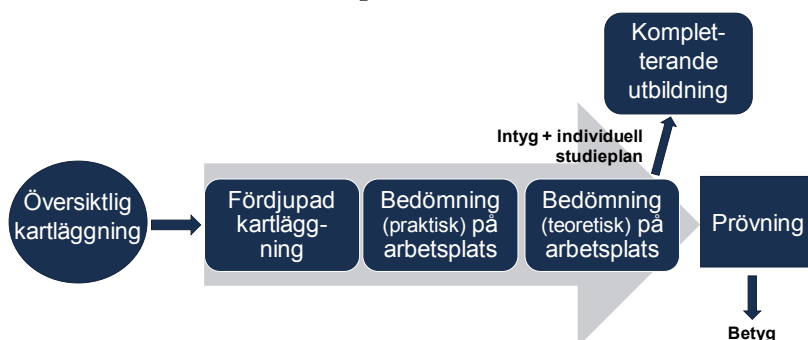 Komplet-
terande
utbildning
Intyg + individuell
studieplan
Översiktlig
kartläggning
Fördjupad
kartlägg-
ning
Bedömning
(praktisk) på
arbetsplats
Bedömning
(teoretisk) på
arbetsplats
Prövning
Betyg